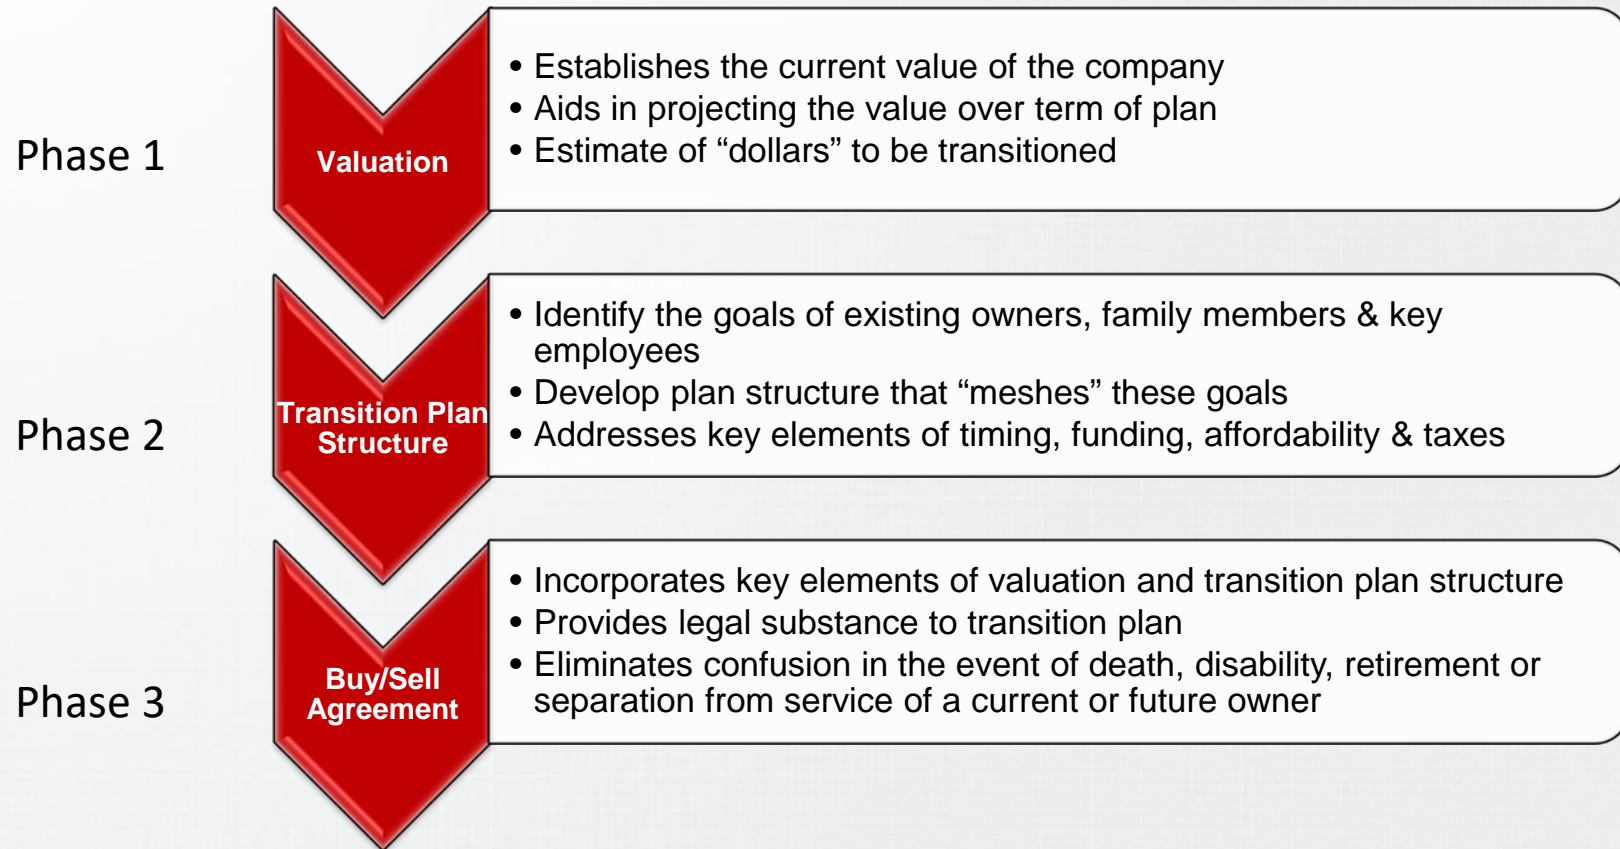 Phase 1
Valuation
• Establishes the current value of the company
• Aids in projecting the value over term of plan
• Estimate of “dollars” to be transitioned
Phase 2
Transition Plan
Structure
• Identify the goals of existing owners, family members & key
employees
• Develop plan structure that “meshes” these goals
• Addresses key elements of timing, funding, affordability & taxes
Phase 3
Buy/Sell
Agreement
• Incorporates key elements of valuation and transition plan structure
• Provides legal substance to transition plan
• Eliminates confusion in the event of death, disability, retirement or
separation from service of a current or future owner